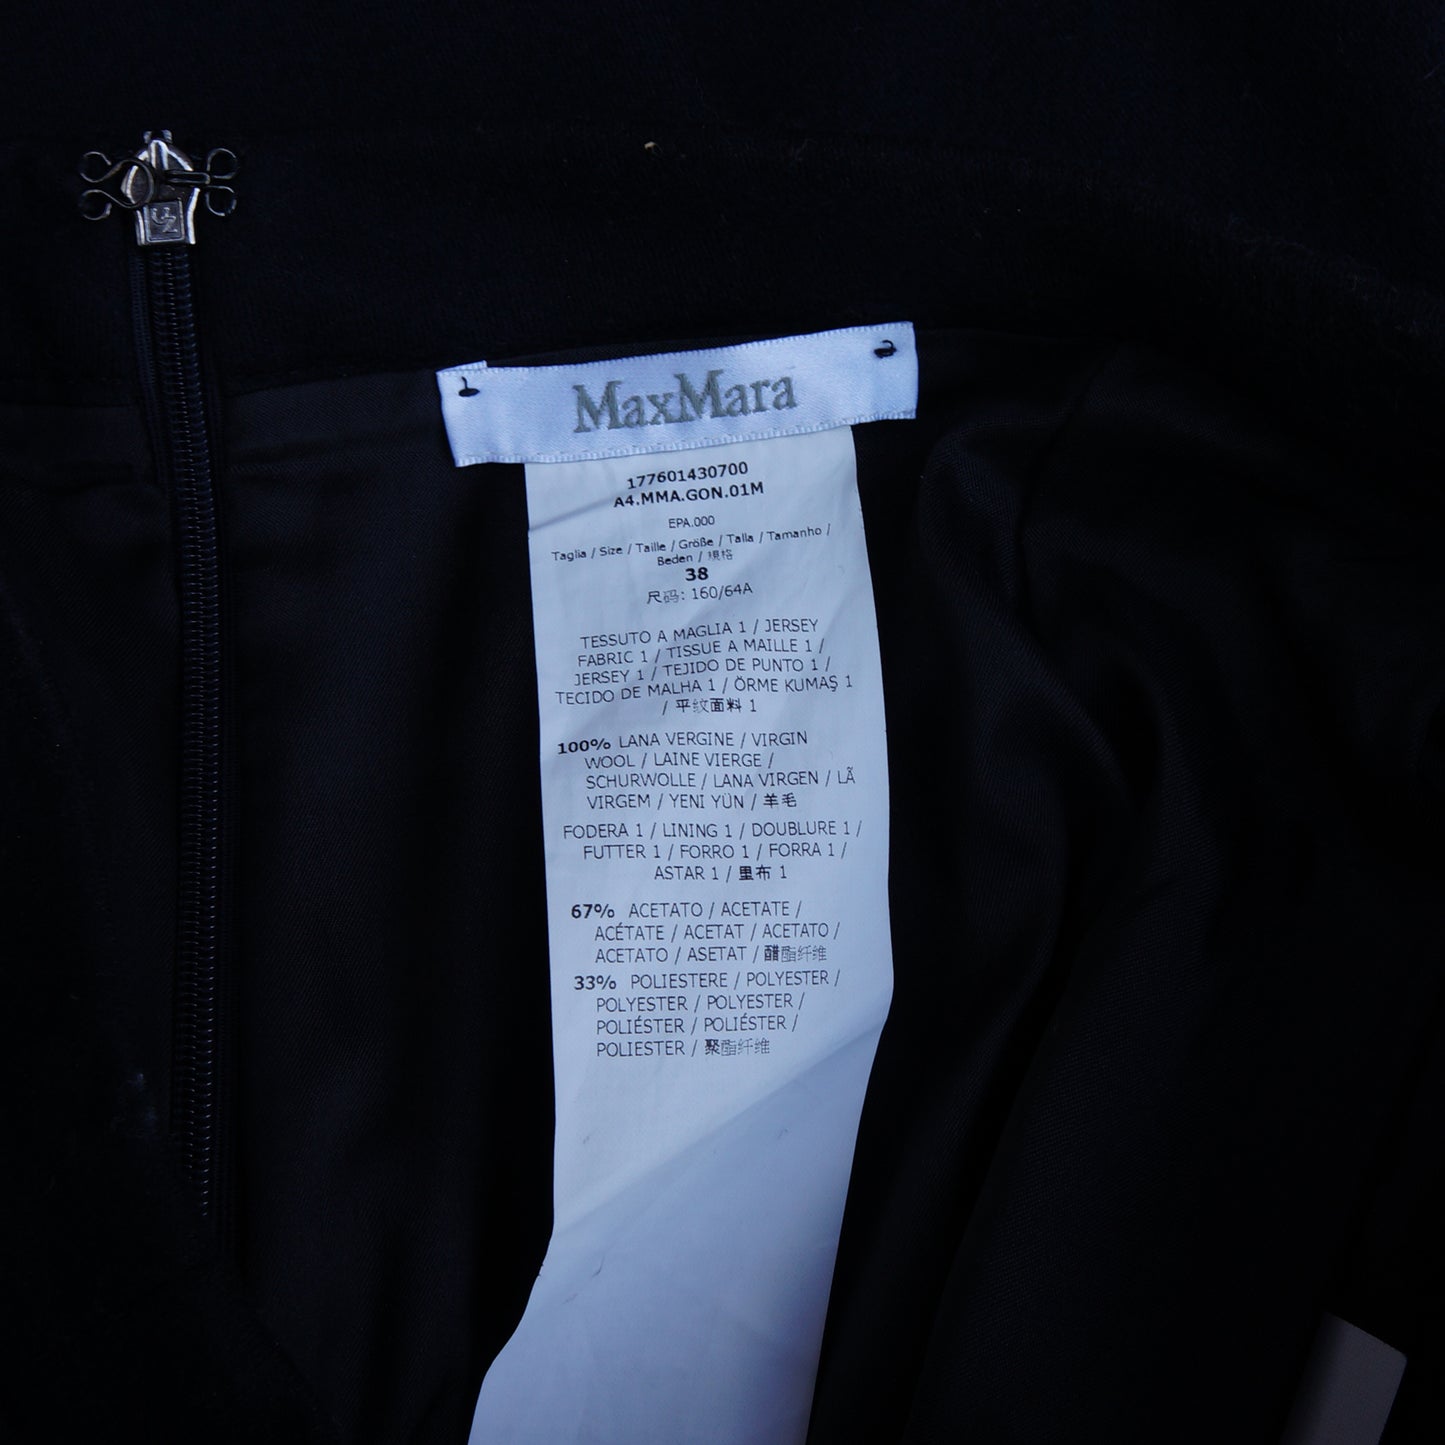 MaxMara
177601430700
A4.MMA.GON.01M
EPA.000
Taglia / Size / Taille / Größe / Talla / Tamanho /
Beden / 規格
38
尺码: 160/64A
TESSUTO A MAGLIA 1 / JERSEY
FABRIC 1 / TISSUE A MAILLE 1 /
JERSEY 1 / TEJIDO DE PUNTO 1 /
TECIDO DE MALHA 1 / ÖRME KUMAŞ 1
/ 平纹面料 1
100% LANA VERGINE / VIRGIN
WOOL / LAINE VIERGE /
SCHURWOLLE / LANA VIRGEN / LÃ
VIRGEM / YENI YÜN / 羊毛
FODERA 1 / LINING 1 / DOUBLURE 1 /
FUTTER 1 / FORRO 1 / FORRA 1 /
ASTAR 1 / 里布 1
67% ACETATO / ACETATE /
ACÉTATE / ACETAT / ACETATO /
ACETATO / ASETAT / 醋酯纤维
33% POLIESTERE / POLYESTER /
POLYESTER / POLYESTER /
POLIÉSTER / POLIÉSTER /
POLIESTER / 聚酯纤维